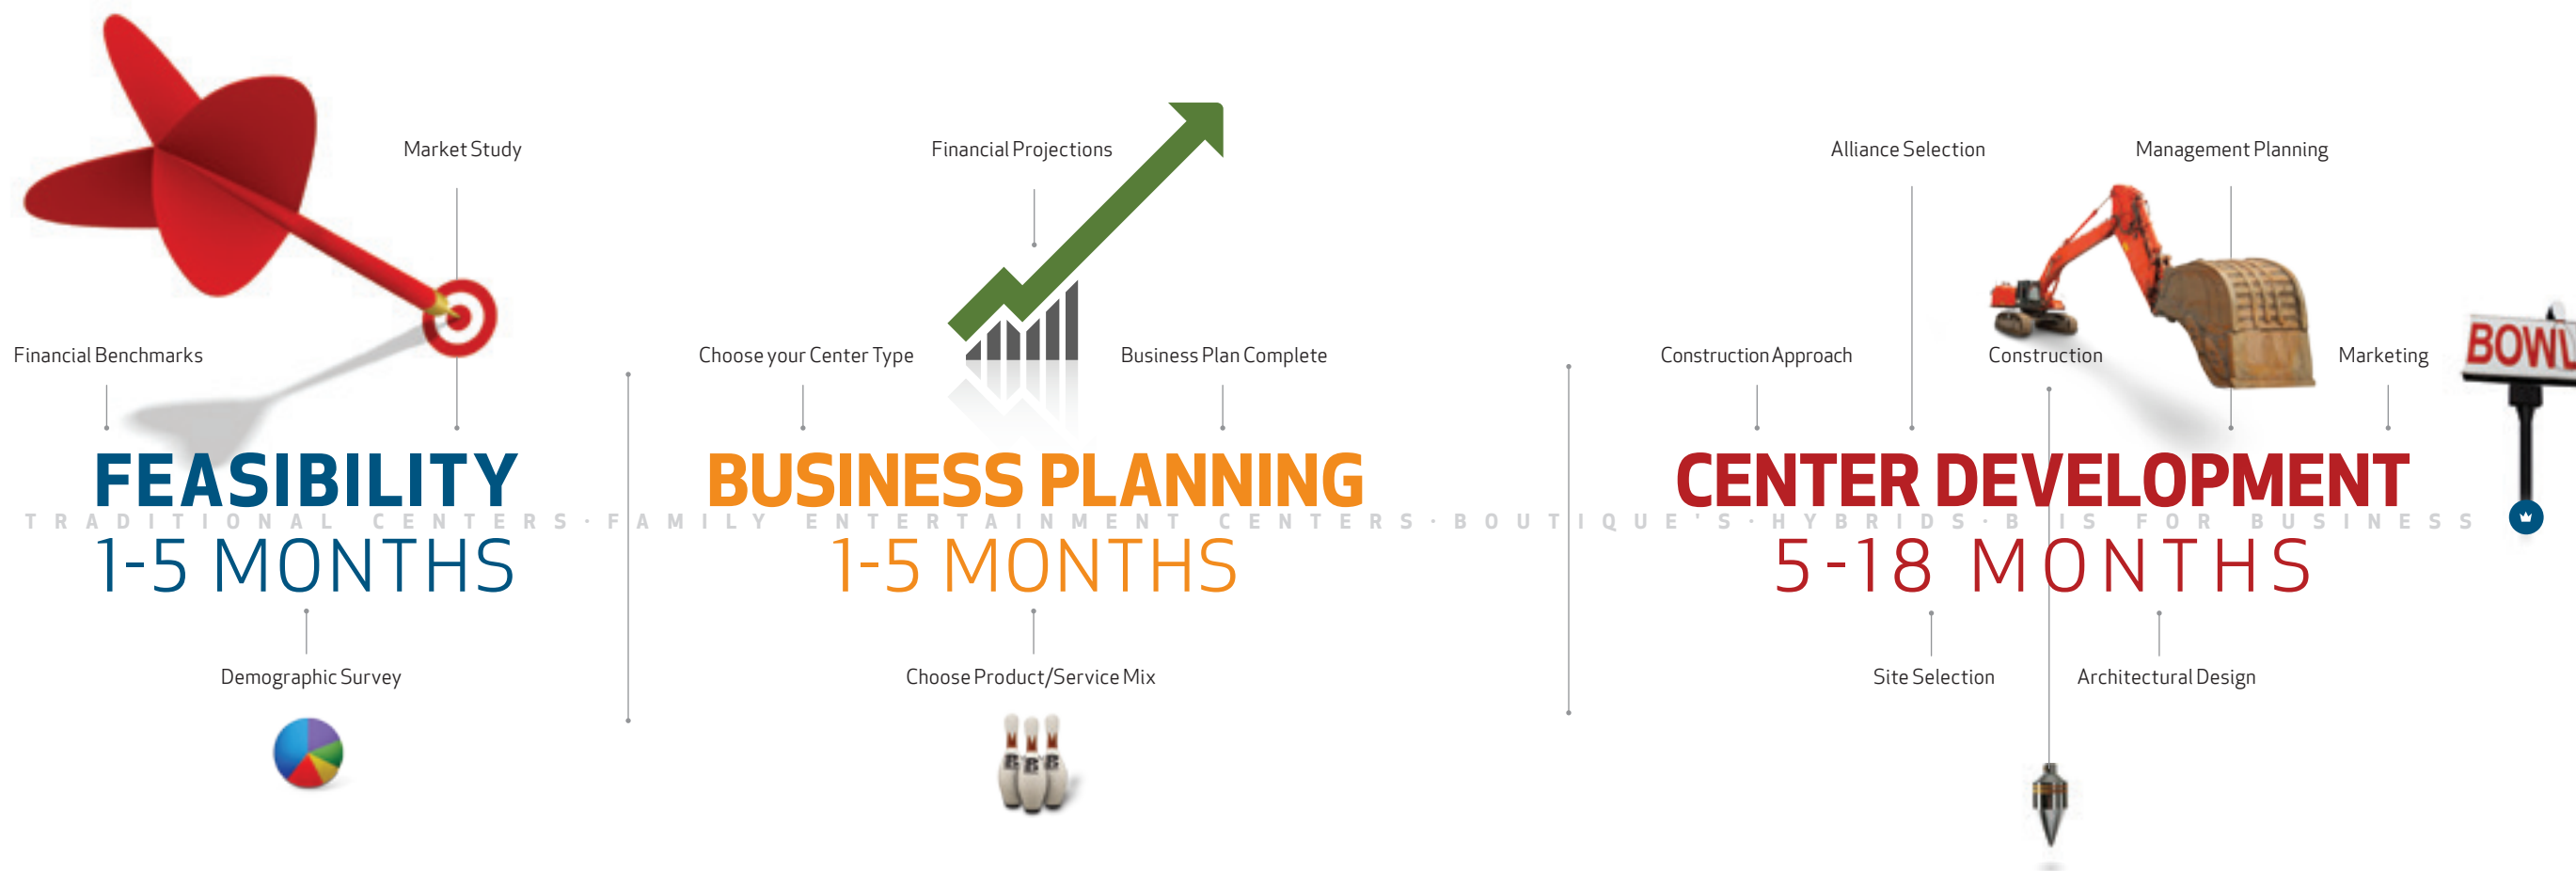 Market Study
Financial Benchmarks
FEASIBILITY
1-5 MONTHS
Demographic Survey
Financial Projections
Choose your Center Type
Business Plan Complete
BUSINESS PLANNING
1-5 MONTHS
Choose Product/Service Mix
Alliance Selection
Management Planning
Construction Approach
Construction
Marketing
CENTER DEVELOPMENT
5-18 MONTHS
Site Selection
Architectural Design
TRADITIONAL CENTERS·FAMILY ENTERTAINMENT CENTERS·BOUTIQUE'S·HYBRIDS·B IS FOR BUSINESS
BOWL
B
B
B